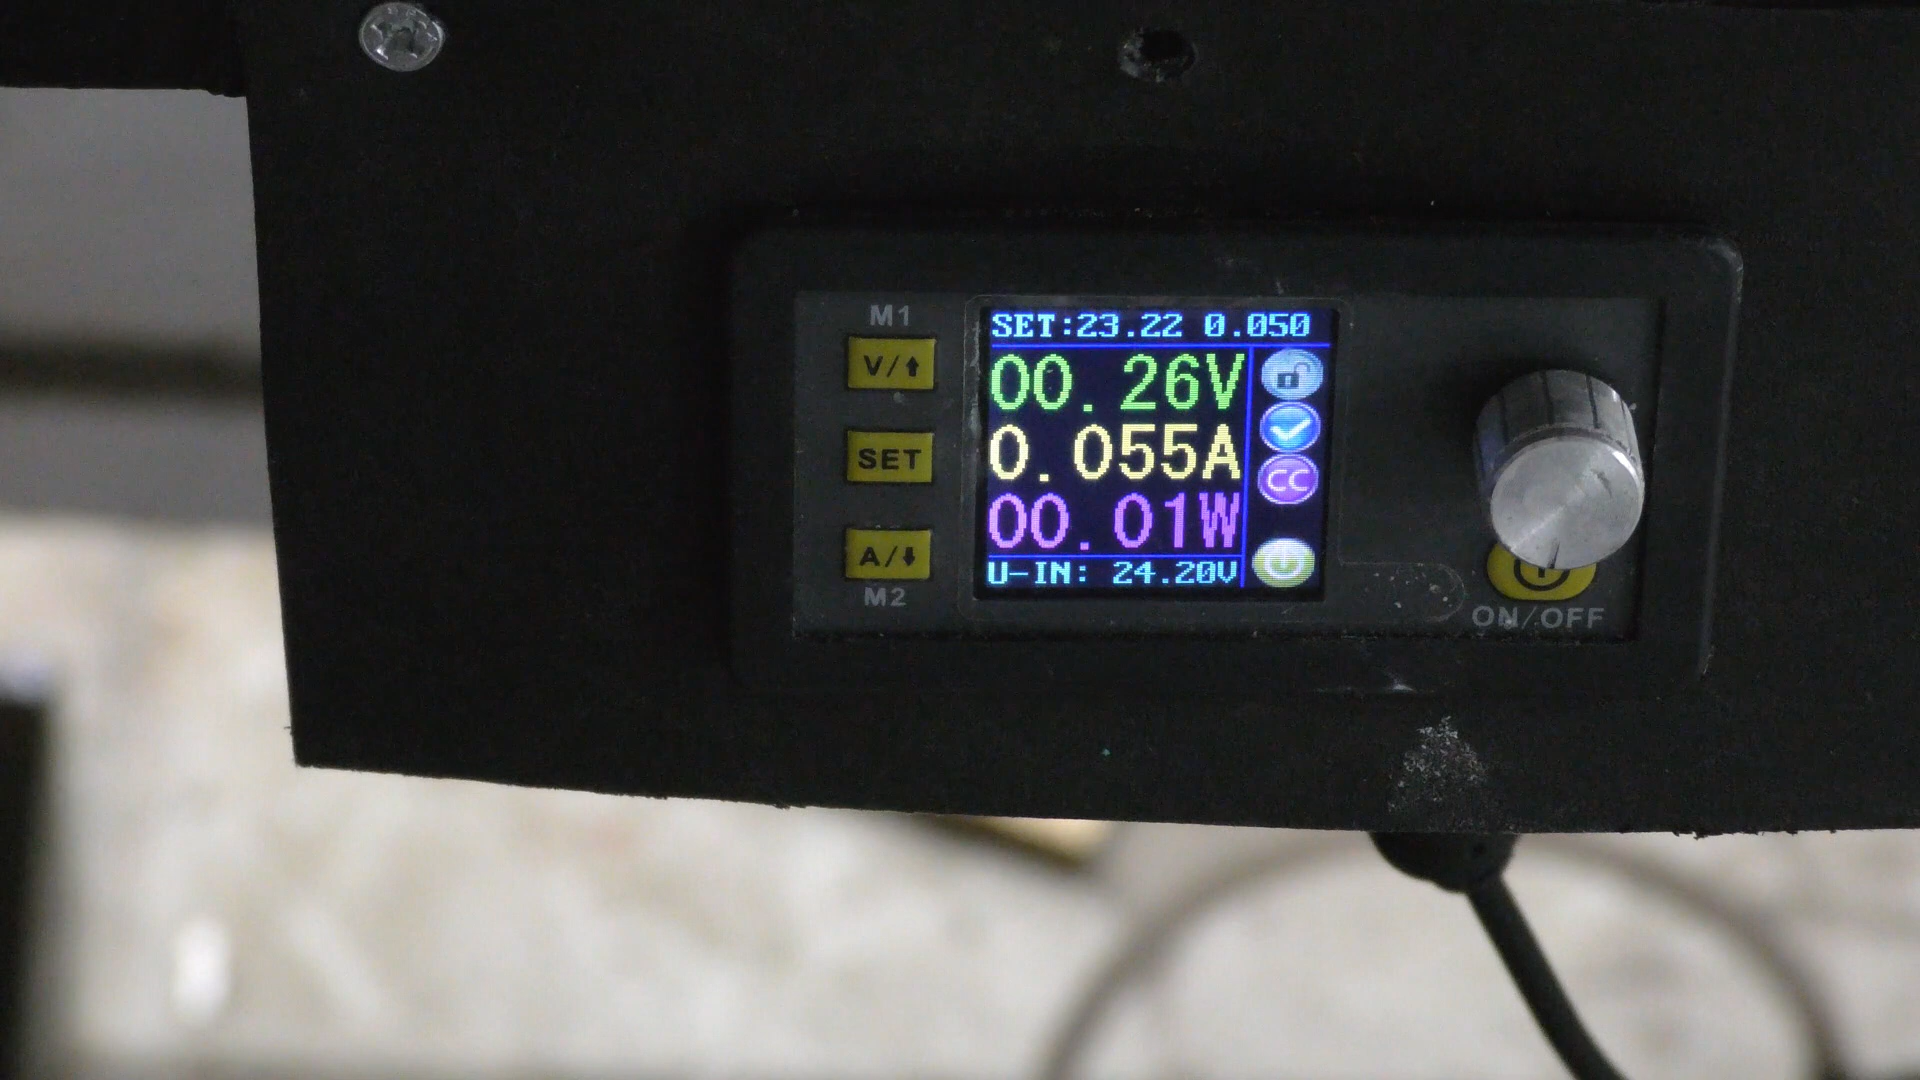 M1
V/↑
SET
A/↓
M2
SET:23.22 0.050
00.26V
0.055A
00.01W
CC
U-IN: 24.20V
ON/OFF